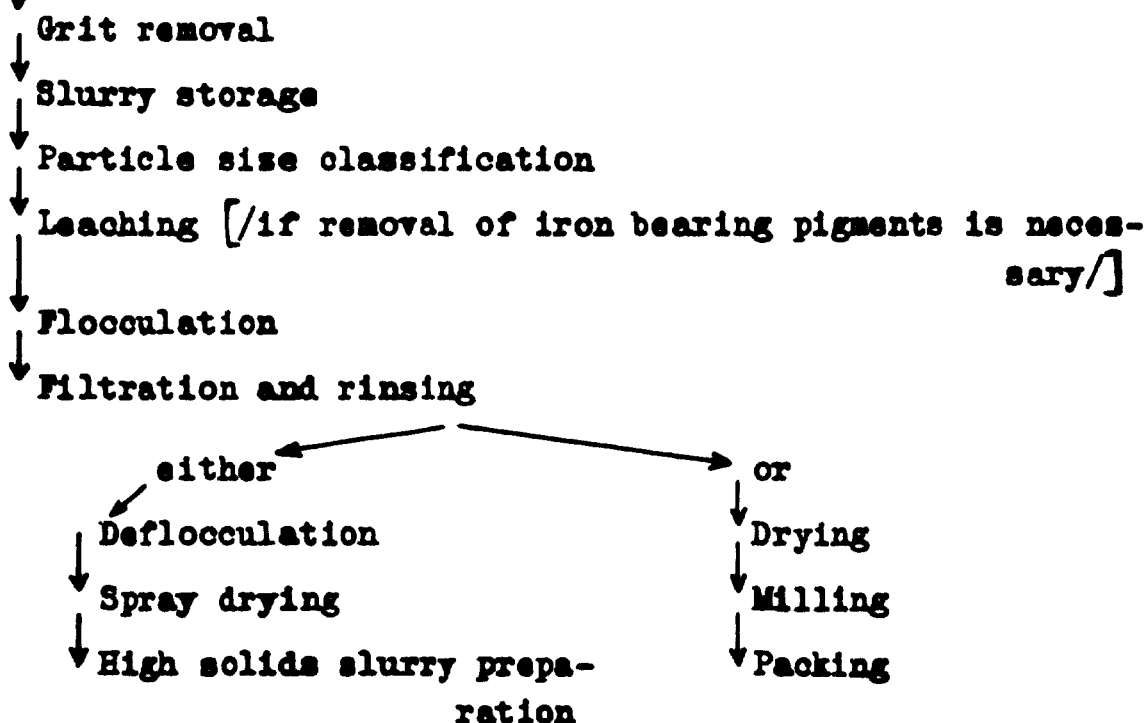 Grit removal
Slurry storage
Particle size classification
Leaching [/if removal of iron bearing pigments is neces-
sary/]
Flocculation
Filtration and rinsing
either
or
Deflocculation
Drying
Spray drying
Milling
High solids slurry prepa-
ration
Packing